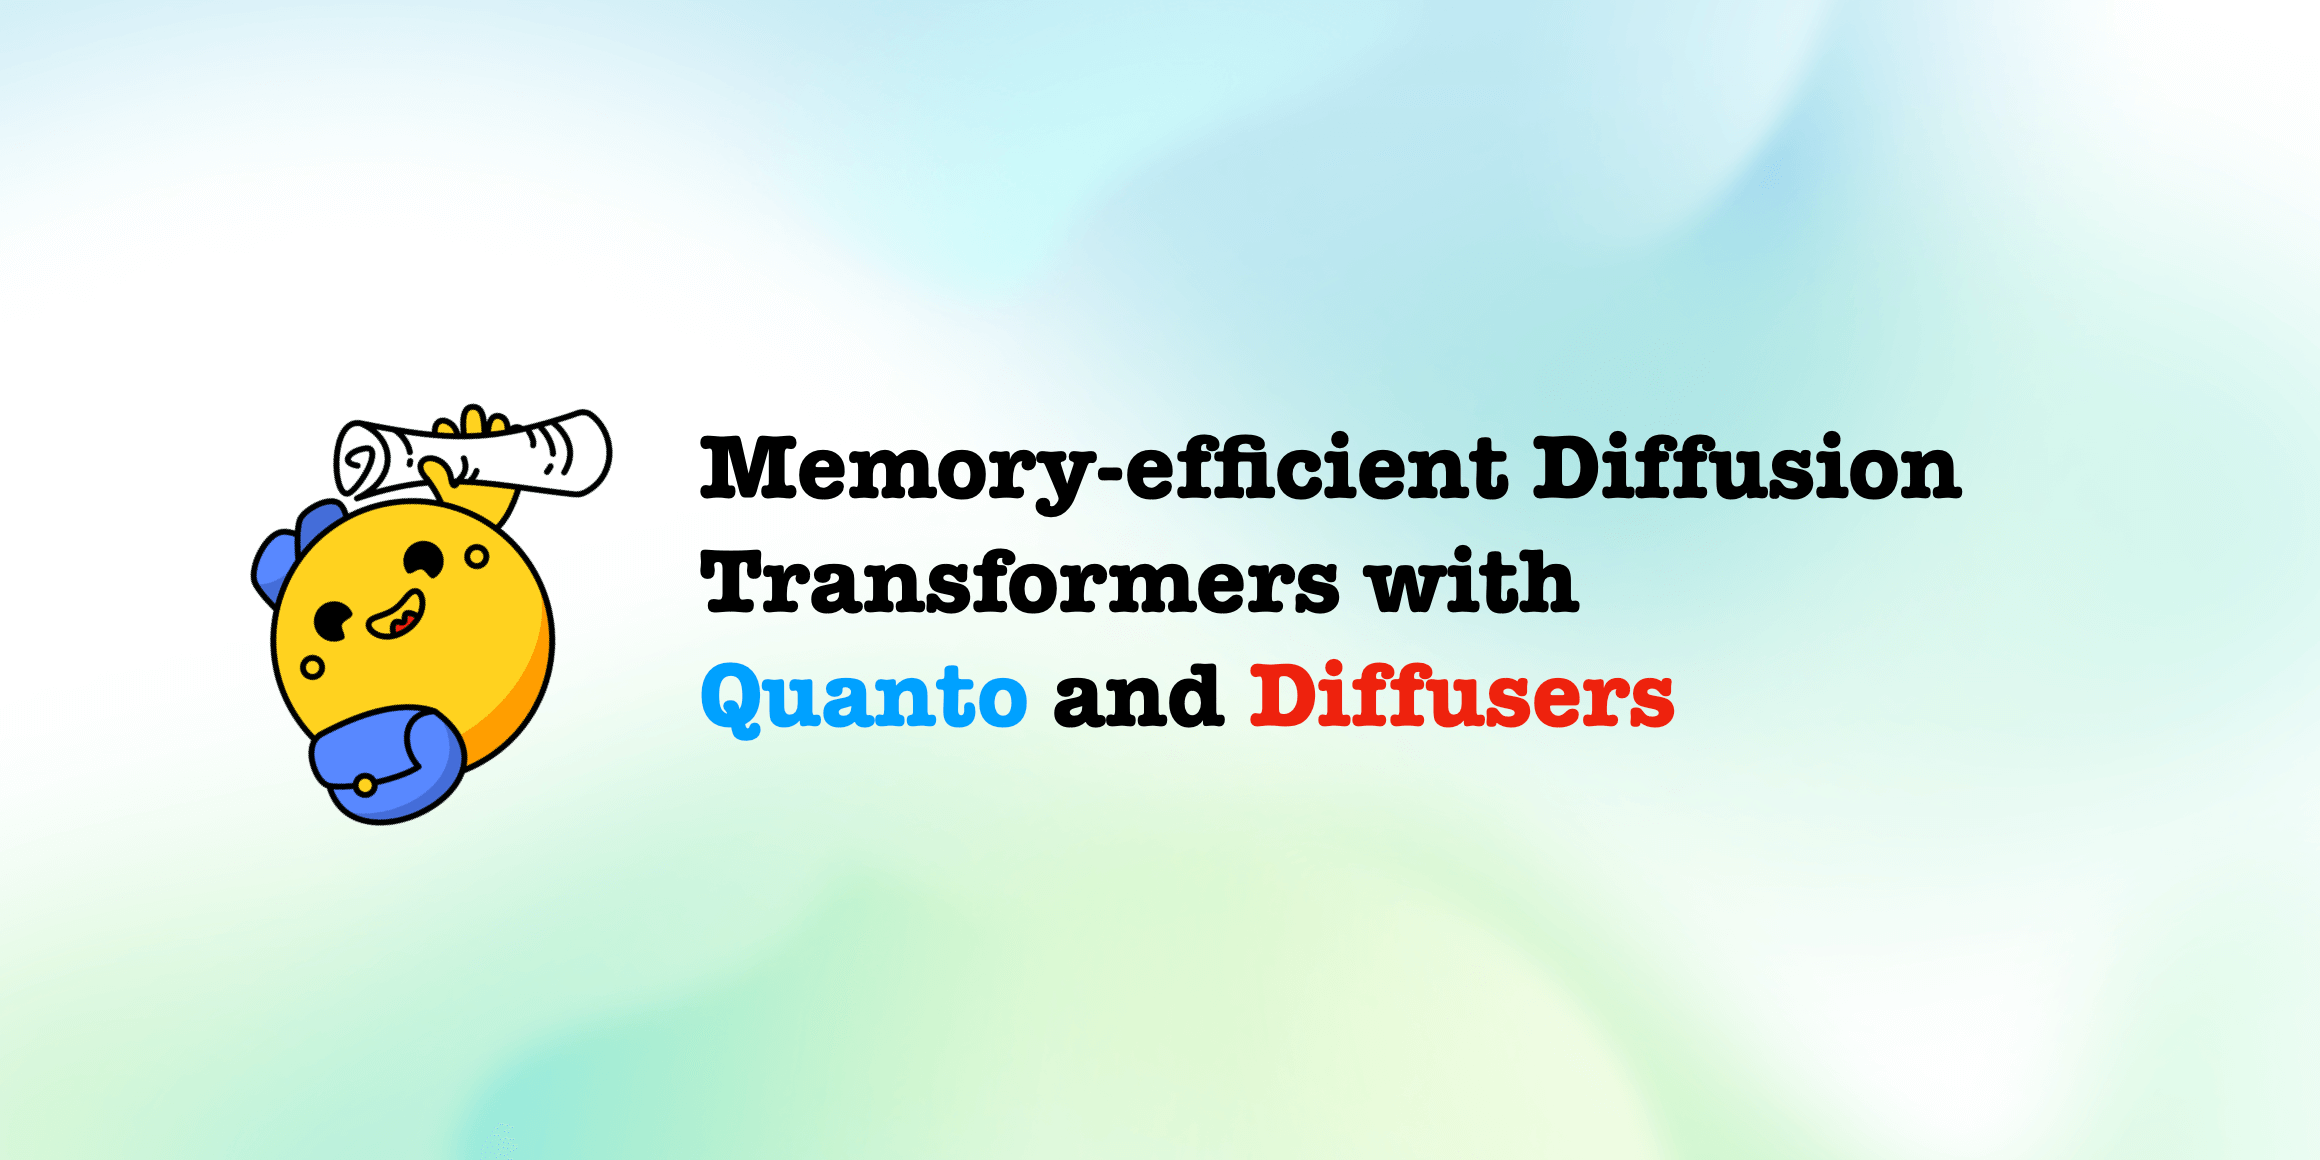 Memory-efficient Diffusion
Transformers with
Quanto and Diffusers